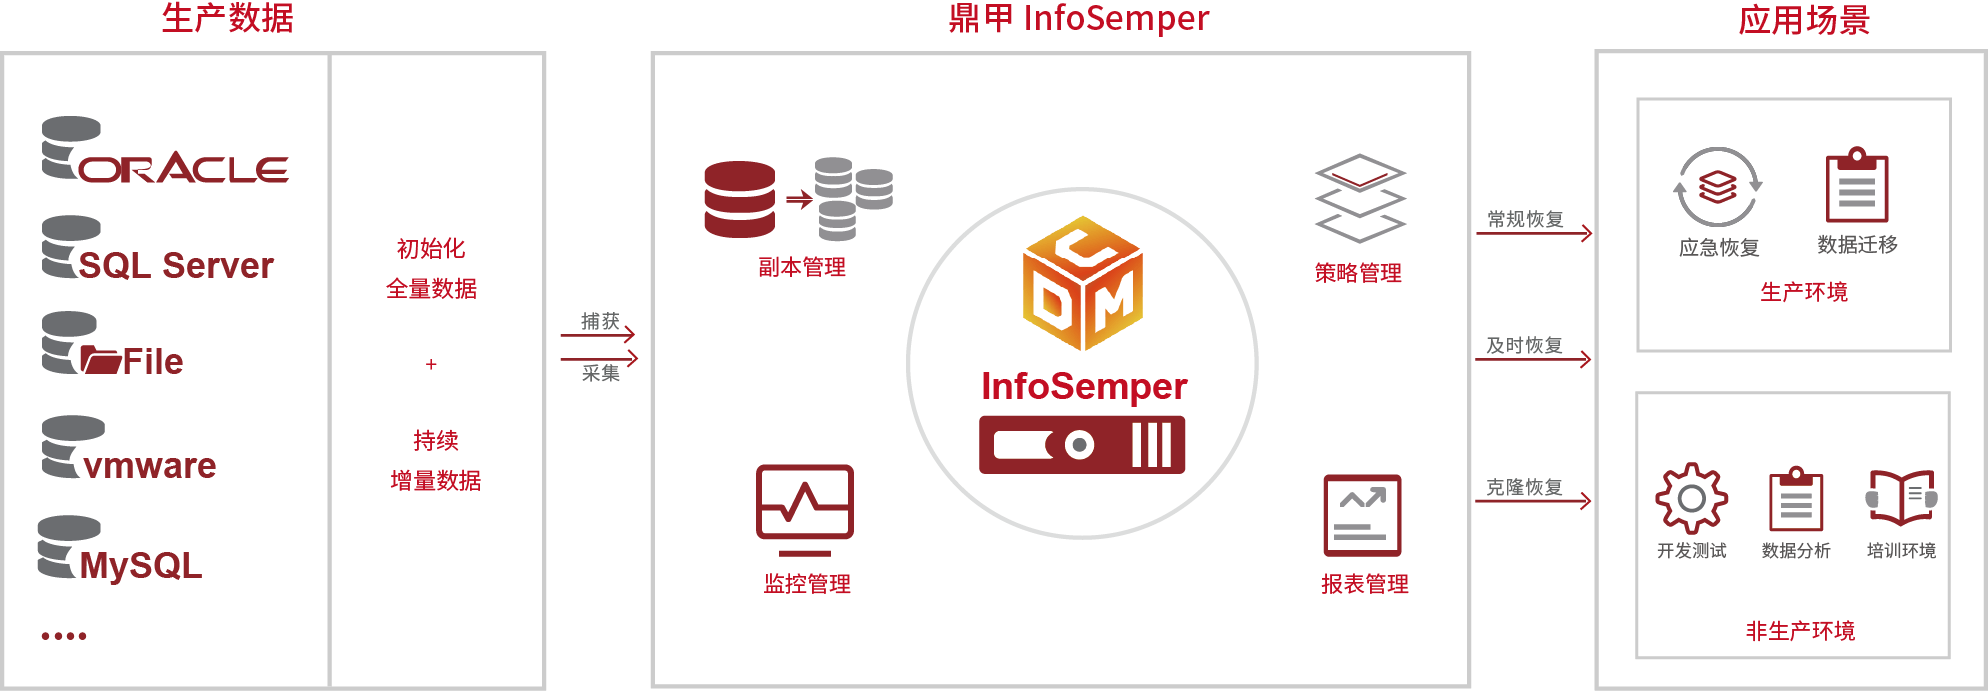 生产数据
ORACLE
SQL Server
File
vmware
MySQL
....
初始化
全量数据
+
持续
增量数据
捕获
采集
鼎甲 InfoSemper
副本管理
策略管理
C
D M
InfoSemper
监控管理
报表管理
常规恢复
及时恢复
克隆恢复
应用场景
应急恢复
数据迁移
生产环境
开发测试
数据分析
培训环境
非生产环境